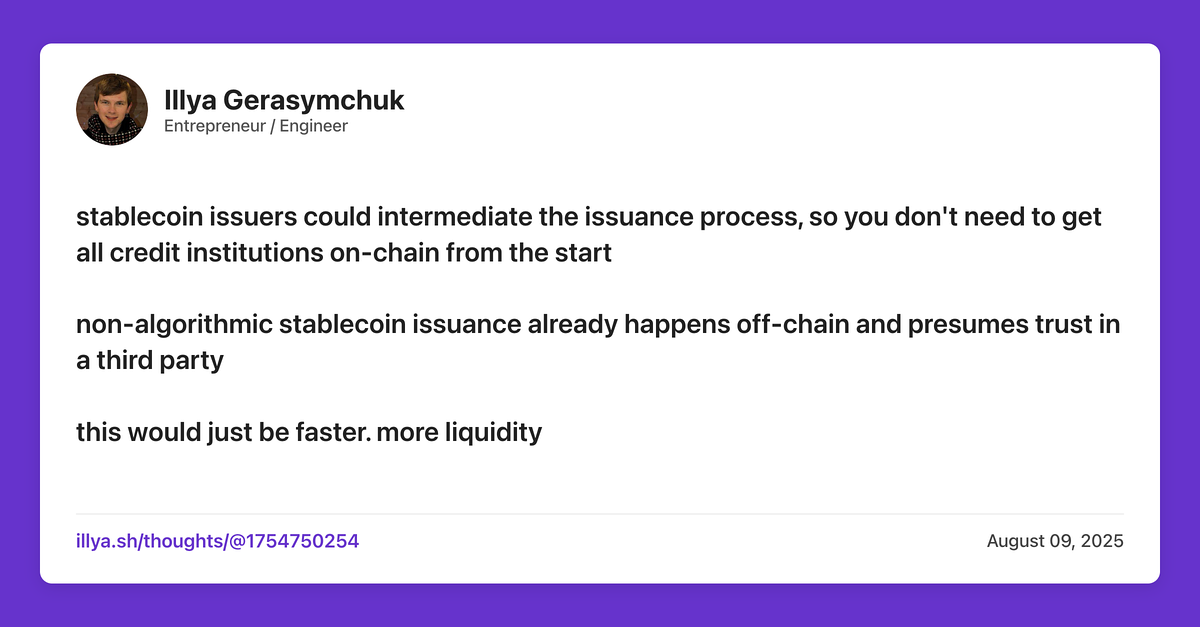 Illya Gerasymchuk
Entrepreneur / Engineer
stablecoin issuers could intermediate the issuance process, so you don't need to get
all credit institutions on-chain from the start
non-algorithmic stablecoin issuance already happens off-chain and presumes trust in
a third party
this would just be faster. more liquidity
illya.sh/thoughts/@1754750254
August 09, 2025